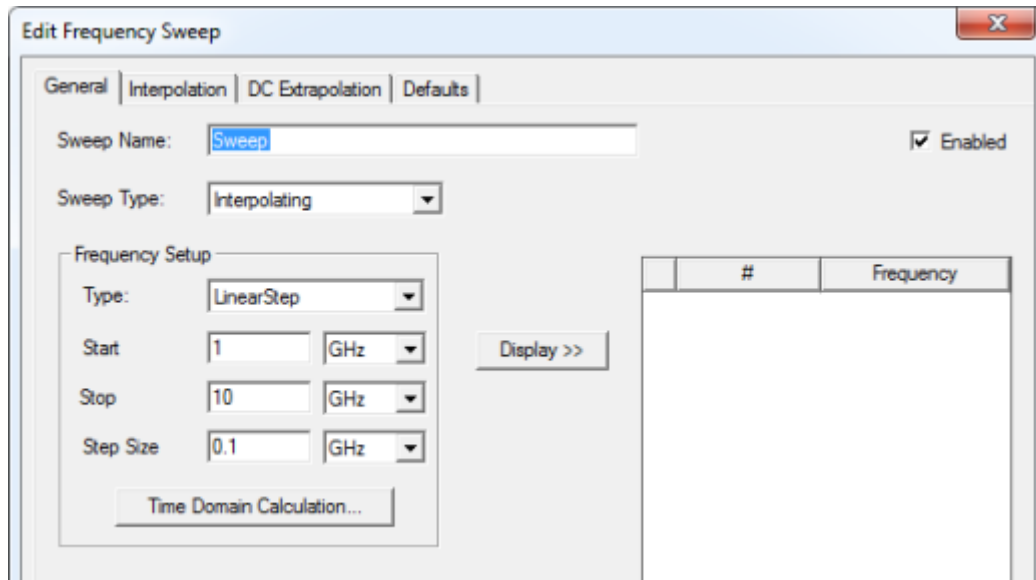 Edit Frequency Sweep
General Interpolation DC Extrapolation Defaults
Sweep Name: Sweep Enabled
Sweep Type: Interpolating
Frequency Setup
# Frequency
Type: LinearStep
Start 1 GHz Display >>
Stop 10 GHz
Step Size 0.1 GHz
Time Domain Calculation...